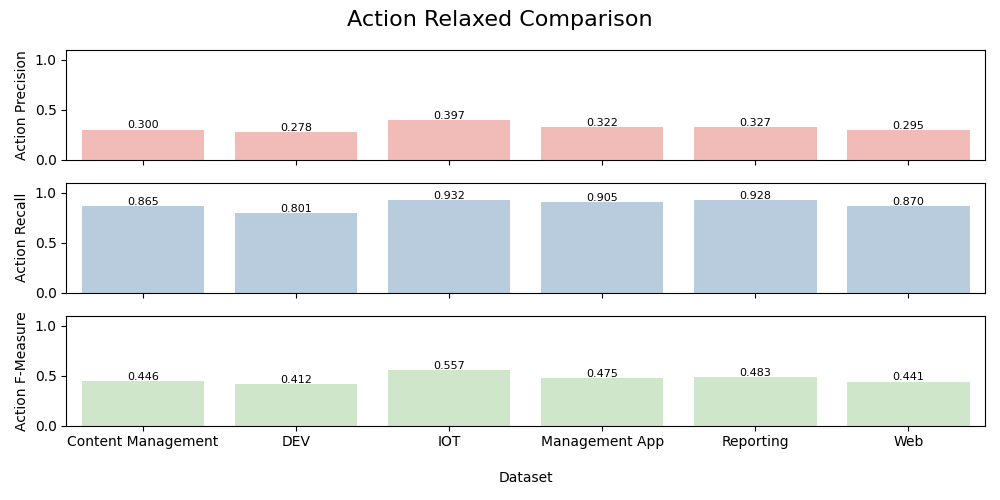 Action Relaxed Comparison
Action Precision
1.0
0.5
0.0
0.300
0.278
0.397
0.322
0.327
0.295
Action Recall
1.0
0.5
0.0
0.865
0.801
0.932
0.905
0.928
0.870
Action F-Measure
1.0
0.5
0.0
0.446
0.412
0.557
0.475
0.483
0.441
Content Management
DEV
IOT
Management App
Reporting
Web
Dataset